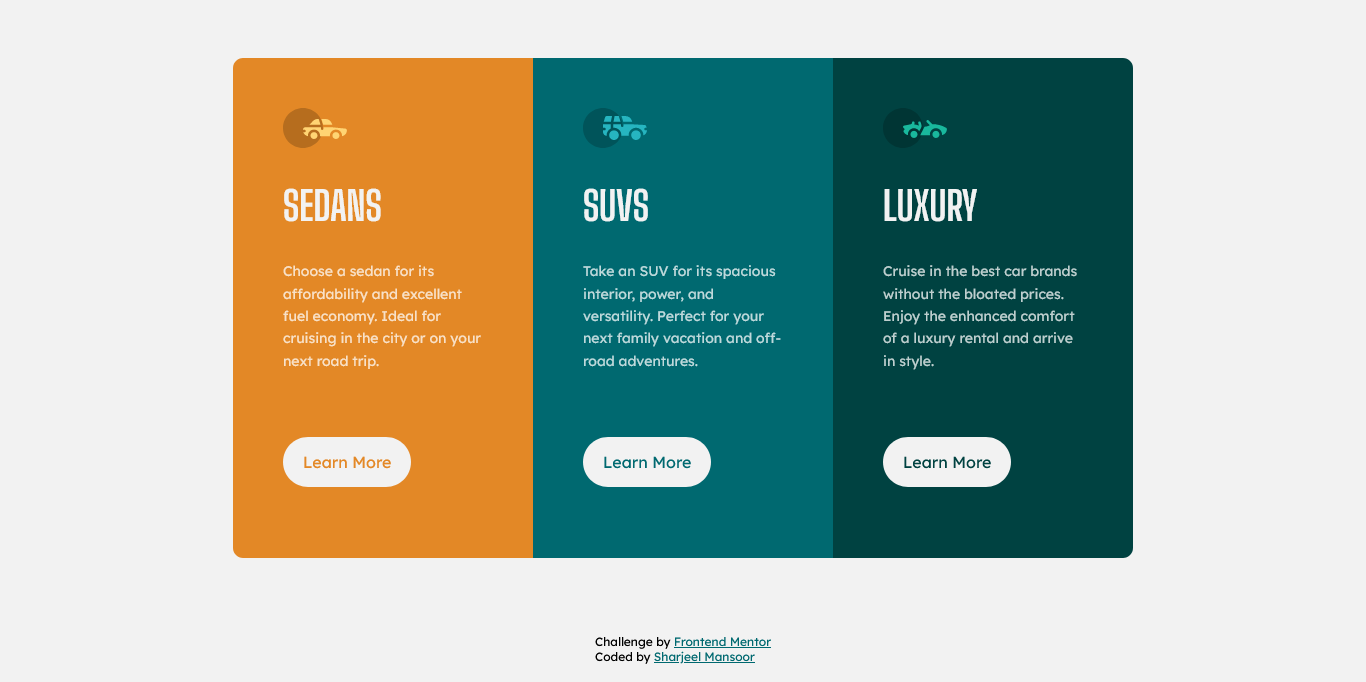 SEDANS
Choose a sedan for its
affordability and excellent
fuel economy. Ideal for
cruising in the city or on your
next road trip.
Learn More
SUVS
Take an SUV for its spacious
interior, power, and
versatility. Perfect for your
next family vacation and off-
road adventures.
Learn More
LUXURY
Cruise in the best car brands
without the bloated prices.
Enjoy the enhanced comfort
of a luxury rental and arrive
in style.
Learn More
Challenge by Frontend Mentor
Coded by Sharjeel Mansoor